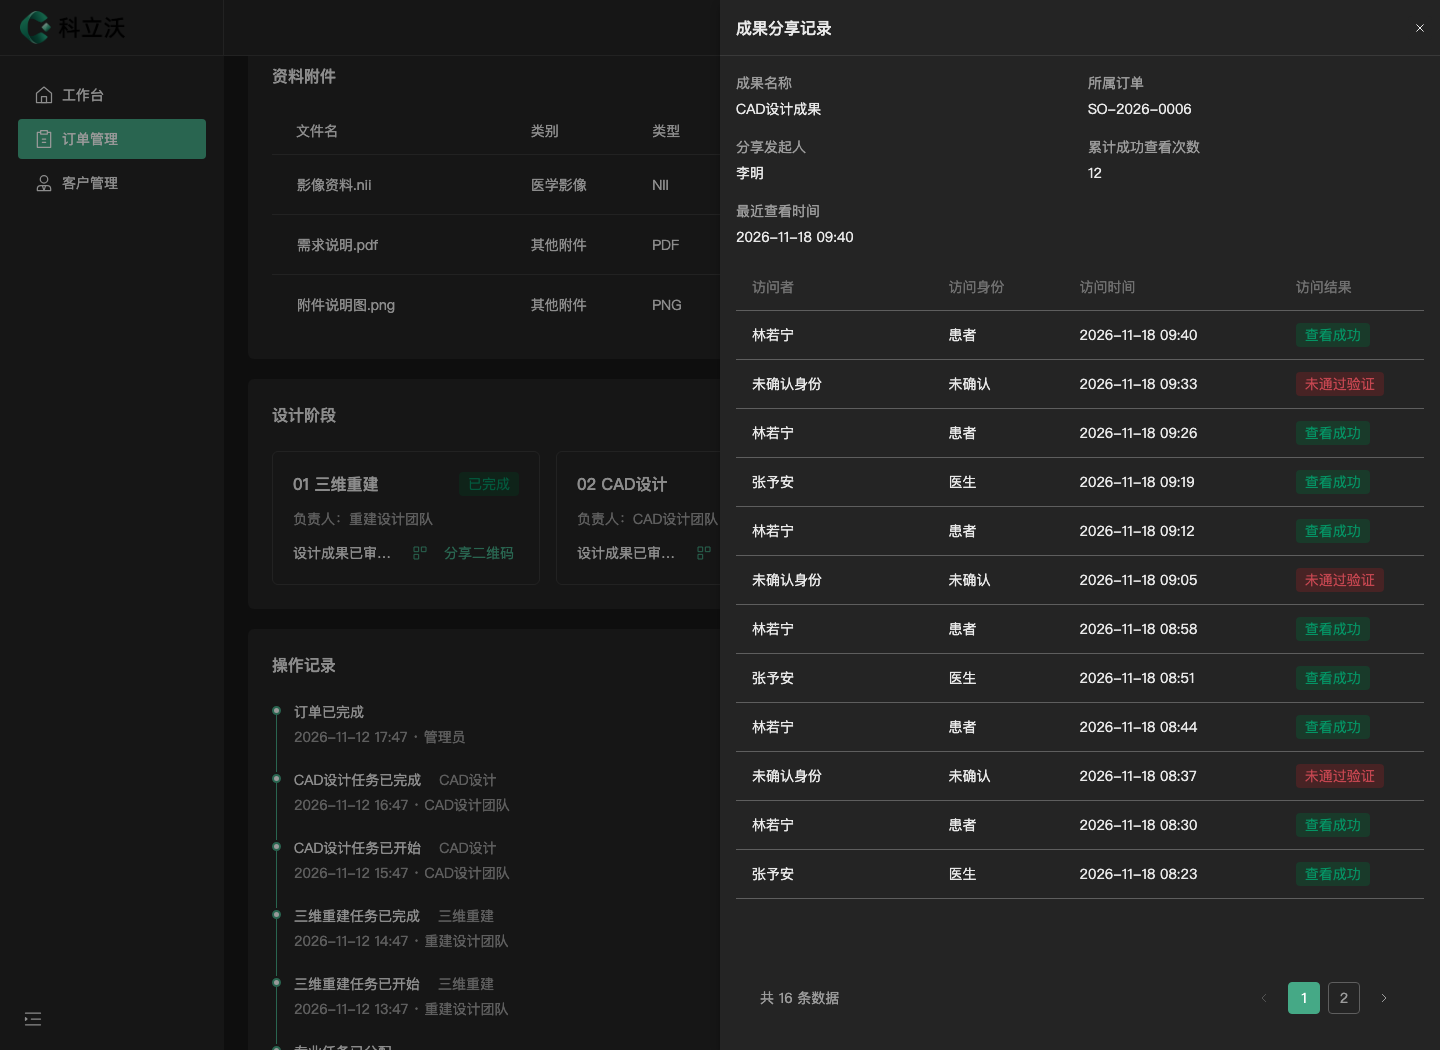 科立沃
工作台
订单管理
客户管理
资料附件
文件名 类别 类型
影像资料.nii 医学影像 NII
需求说明.pdf 其他附件 PDF
附件说明图.png 其他附件 PNG
设计阶段
01 三维重建 已完成
负责人：重建设计团队
设计成果已审... 分享二维码
02 CAD设计
负责人：CAD设计团队
设计成果已审...
操作记录
订单已完成
2026-11-12 17:47 · 管理员
CAD设计任务已完成 CAD设计
2026-11-12 16:47 · CAD设计团队
CAD设计任务已开始 CAD设计
2026-11-12 15:47 · CAD设计团队
三维重建任务已完成 三维重建
2026-11-12 14:47 · 重建设计团队
三维重建任务已开始 三维重建
2026-11-12 13:47 · 重建设计团队
成果分享记录
成果名称 所属订单
CAD设计成果 SO-2026-0006
分享发起人 累计成功查看次数
李明 12
最近查看时间
2026-11-18 09:40
访问者 访问身份 访问时间 访问结果
林若宁 患者 2026-11-18 09:40 查看成功
未确认身份 未确认 2026-11-18 09:33 未通过验证
林若宁 患者 2026-11-18 09:26 查看成功
张予安 医生 2026-11-18 09:19 查看成功
林若宁 患者 2026-11-18 09:12 查看成功
未确认身份 未确认 2026-11-18 09:05 未通过验证
林若宁 患者 2026-11-18 08:58 查看成功
张予安 医生 2026-11-18 08:51 查看成功
林若宁 患者 2026-11-18 08:44 查看成功
未确认身份 未确认 2026-11-18 08:37 未通过验证
林若宁 患者 2026-11-18 08:30 查看成功
张予安 医生 2026-11-18 08:23 查看成功
共 16 条数据 1 2